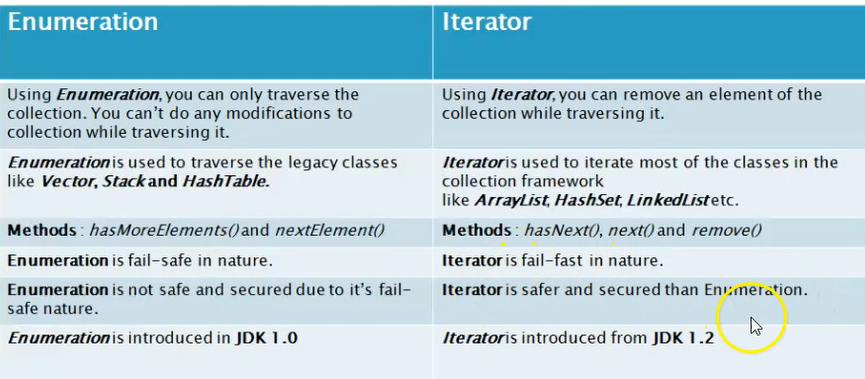 Enumeration
Iterator
Using Enumeration, you can only traverse the
collection. You can't do any modifications to
collection while traversing it.
Using Iterator, you can remove an element of the
collection while traversing it.
Enumeration is used to traverse the legacy classes
like Vector, Stack and HashTable.
Iterator is used to iterate most of the classes in the
collection framework
like ArrayList, HashSet, LinkedList etc.
Methods : hasMoreElements() and nextElement()
Methods : hasNext(), next() and remove()
Enumeration is fail-safe in nature.
Iterator is fail-fast in nature.
Enumeration is not safe and secured due to it's fail-
safe nature.
Iterator is safer and secured than Enumeration.
Enumeration is introduced in JDK 1.0
Iterator is introduced from JDK 1.2